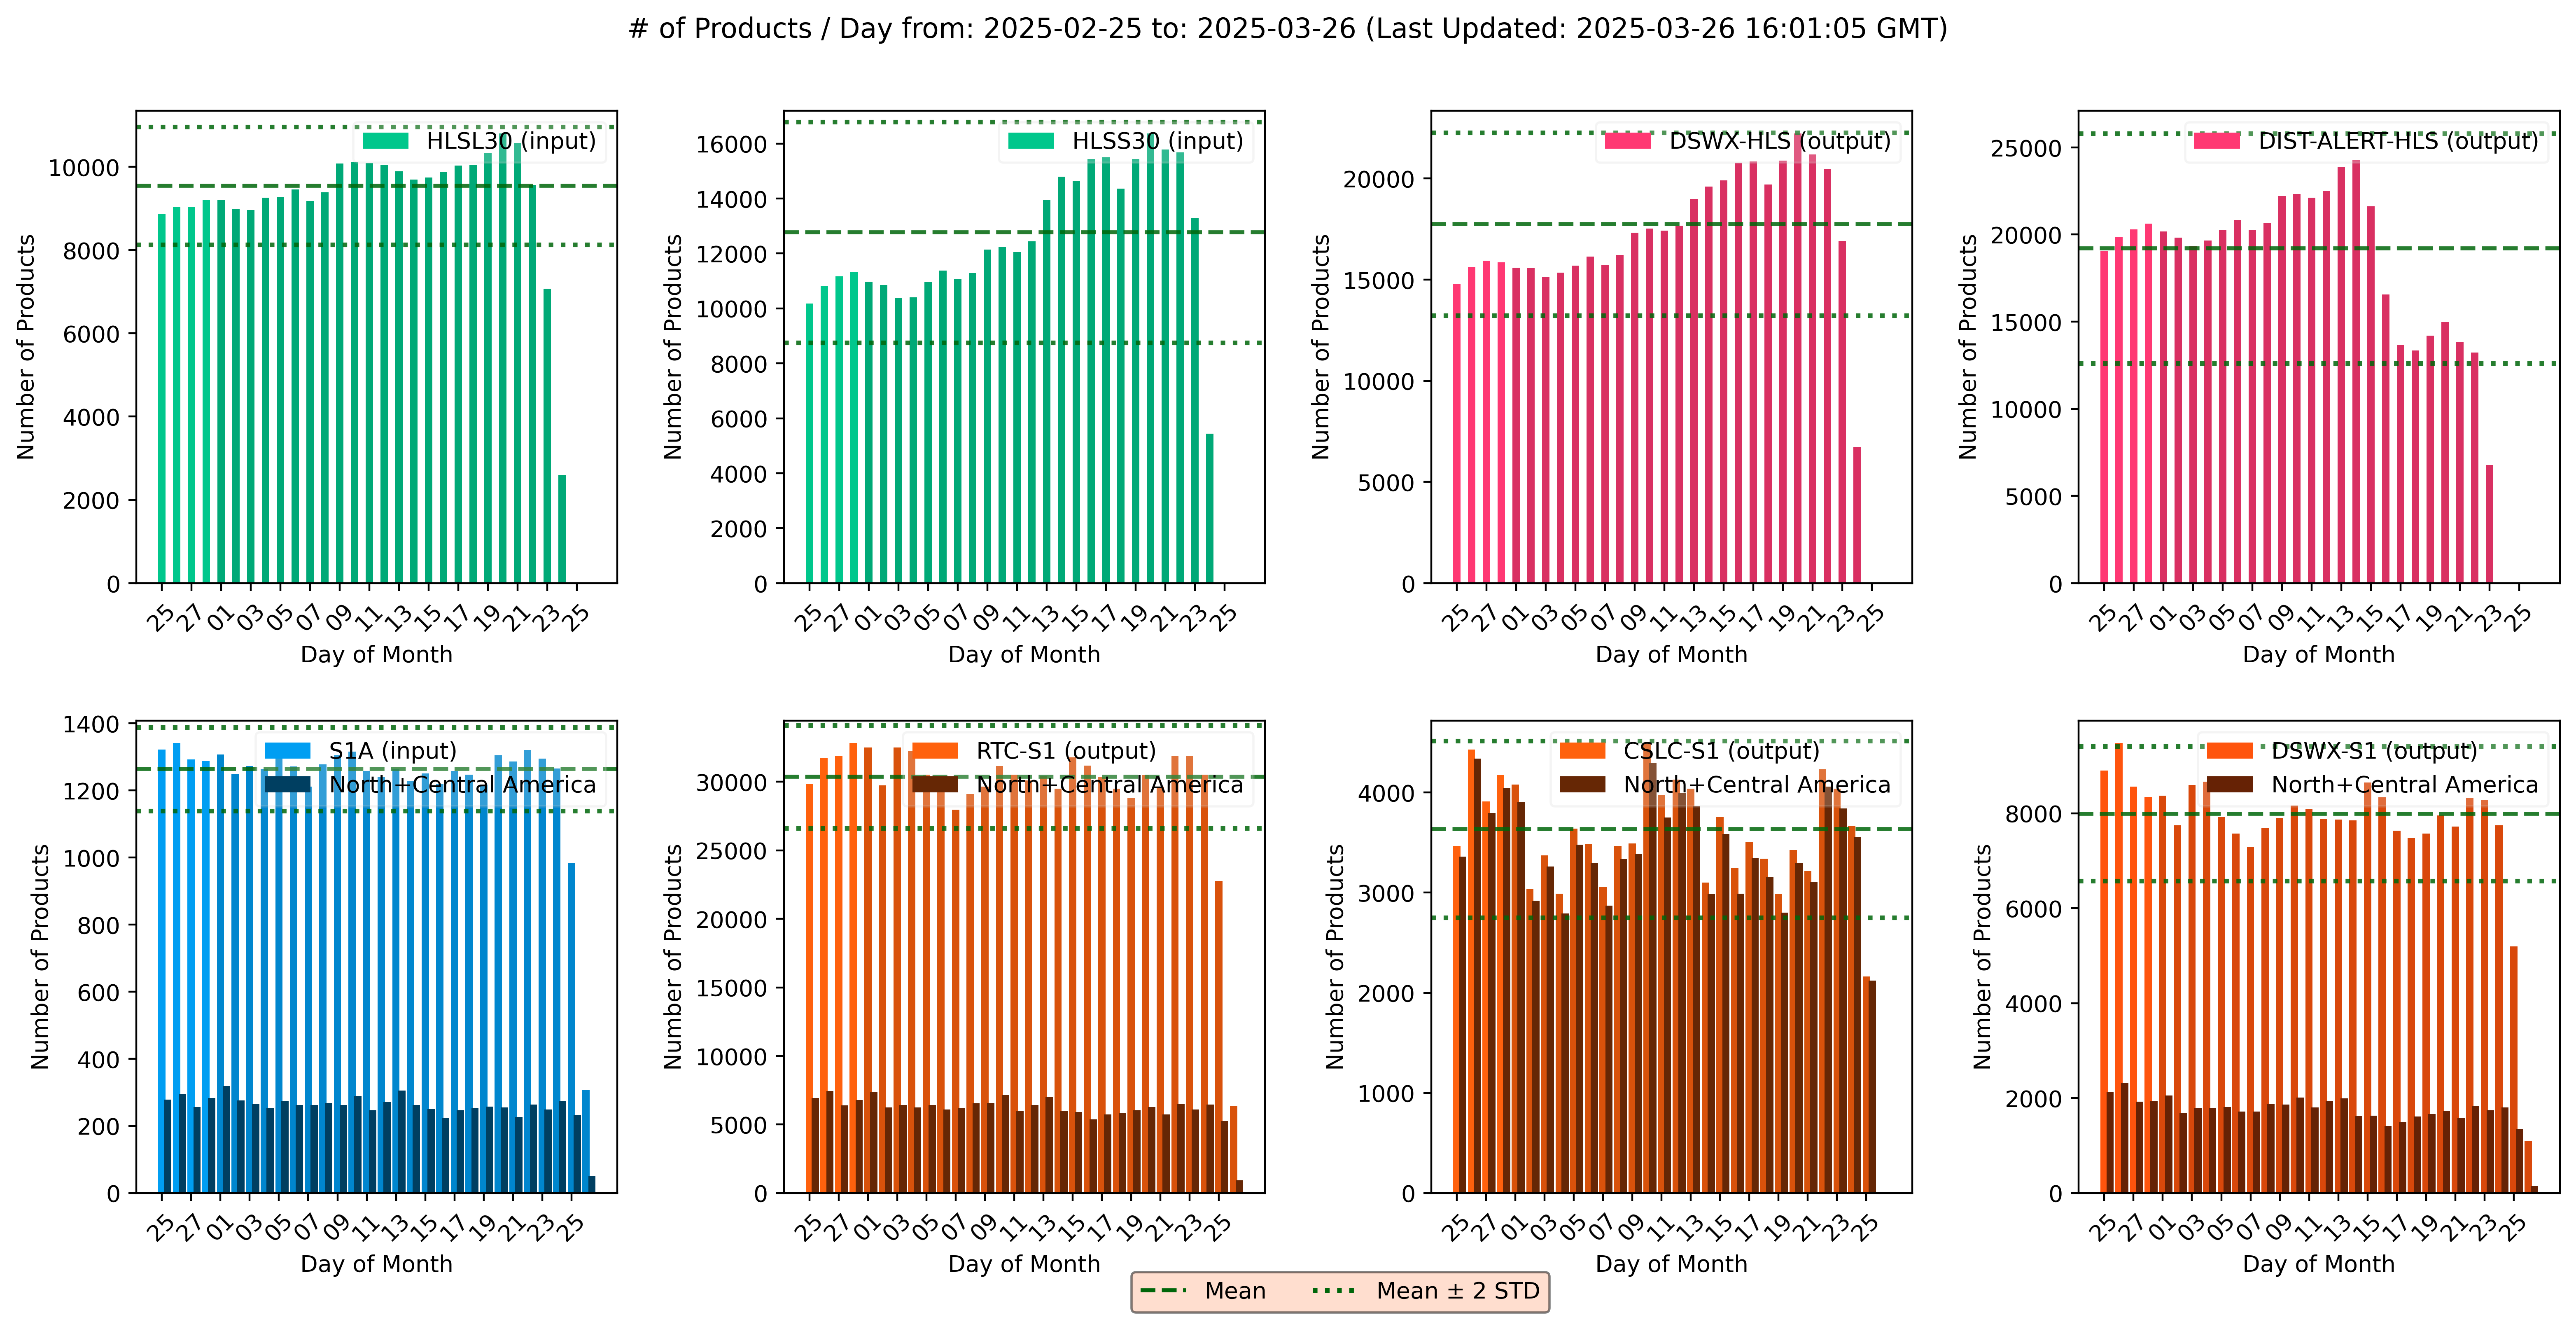 # of Products / Day from: 2025-02-25 to: 2025-03-26 (Last Updated: 2025-03-26 16:01:05 GMT)
HLSL30 (input)
Number of Products
10000
8000
6000
4000
2000
0
25 27 01 03 05 07 09 11 13 15 17 19 21 23 25
Day of Month
HLSS30 (input)
Number of Products
16000
14000
12000
10000
8000
6000
4000
2000
0
25 27 01 03 05 07 09 11 13 15 17 19 21 23 25
Day of Month
DSWX-HLS (output)
Number of Products
20000
15000
10000
5000
0
25 27 01 03 05 07 09 11 13 15 17 19 21 23 25
Day of Month
DIST-ALERT-HLS (output)
Number of Products
25000
20000
15000
10000
5000
0
25 27 01 03 05 07 09 11 13 15 17 19 21 23 25
Day of Month
S1A (input)
North+Central America
Number of Products
1400
1200
1000
800
600
400
200
0
25 27 01 03 05 07 09 11 13 15 17 19 21 23 25
Day of Month
RTC-S1 (output)
North+Central America
Number of Products
30000
25000
20000
15000
10000
5000
0
25 27 01 03 05 07 09 11 13 15 17 19 21 23 25
Day of Month
CSLC-S1 (output)
North+Central America
Number of Products
4000
3000
2000
1000
0
25 27 01 03 05 07 09 11 13 15 17 19 21 23 25
Day of Month
DSWX-S1 (output)
North+Central America
Number of Products
8000
6000
4000
2000
0
25 27 01 03 05 07 09 11 13 15 17 19 21 23 25
Day of Month
Mean
Mean ± 2 STD